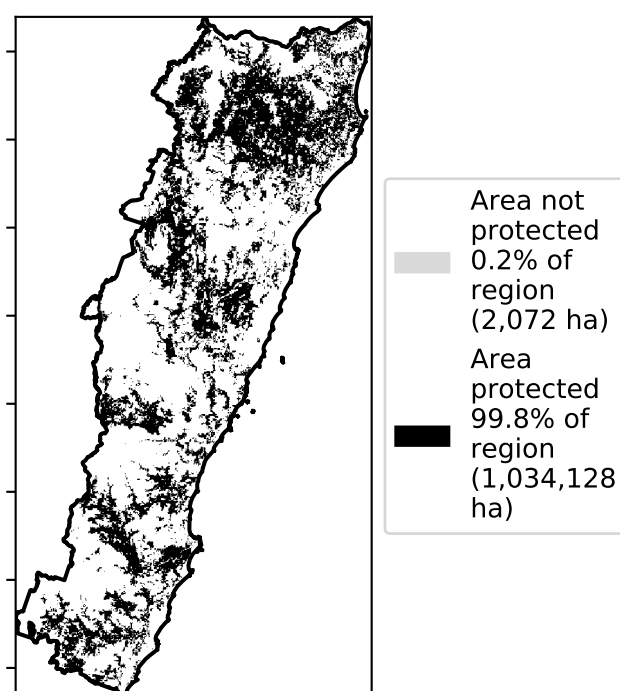 Area not
protected
0.2% of
region
(2,072 ha)
Area
protected
99.8% of
region
(1,034,128
ha)